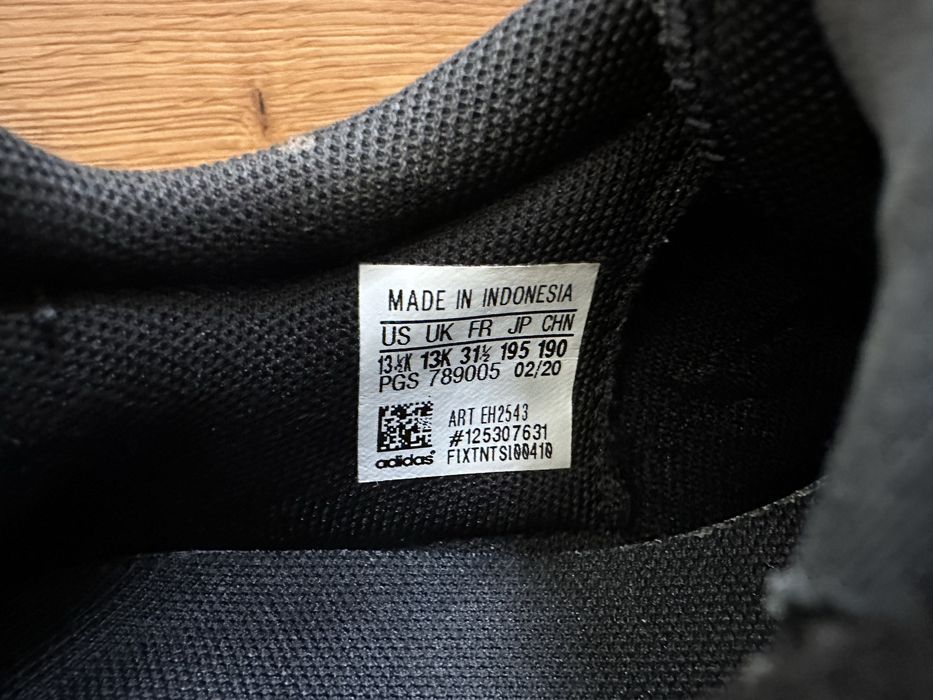 MADE IN INDONESIA
US UK FR JP CHN
13½K 13K 31½ 195 190
PGS 789005 02/20
ART EH2543
#125307631
adidas® FIXTNTSI00410